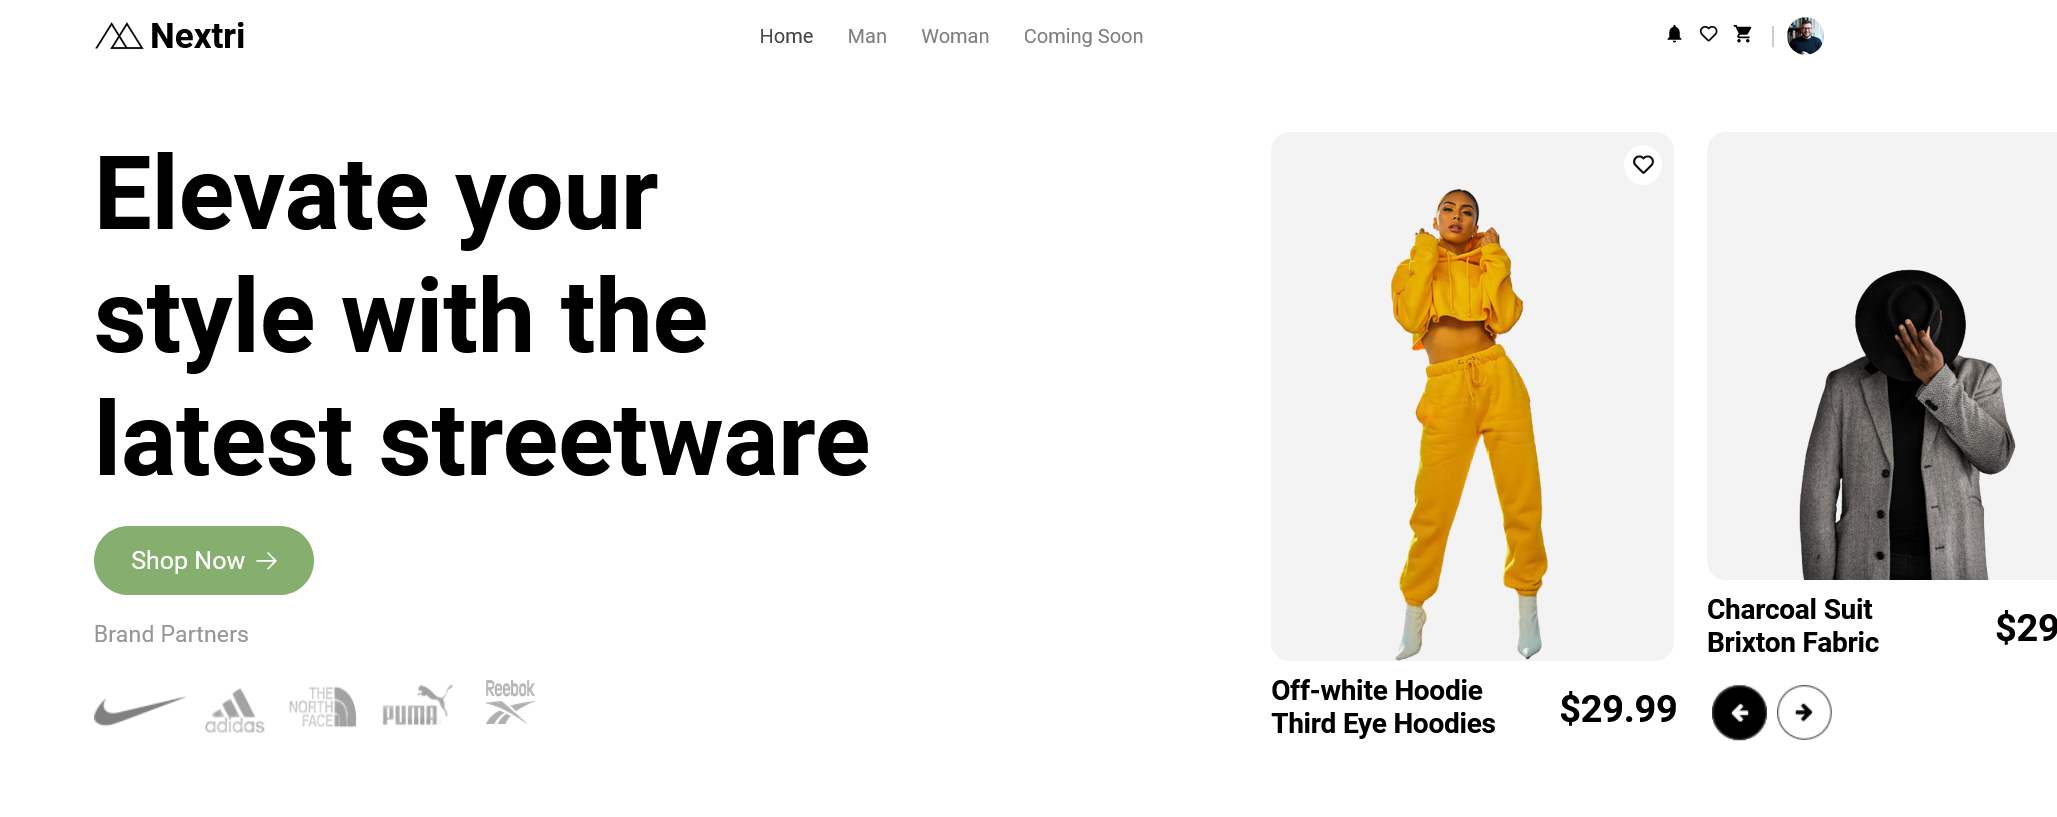 Nextri
Home Man Woman Coming Soon
Elevate your
style with the
latest streetware
Shop Now →
Brand Partners
adidas
THE
NORTH
FACE
PUMA
Reebok
Off-white Hoodie
Third Eye Hoodies
$29.99
Charcoal Suit
Brixton Fabric
$29